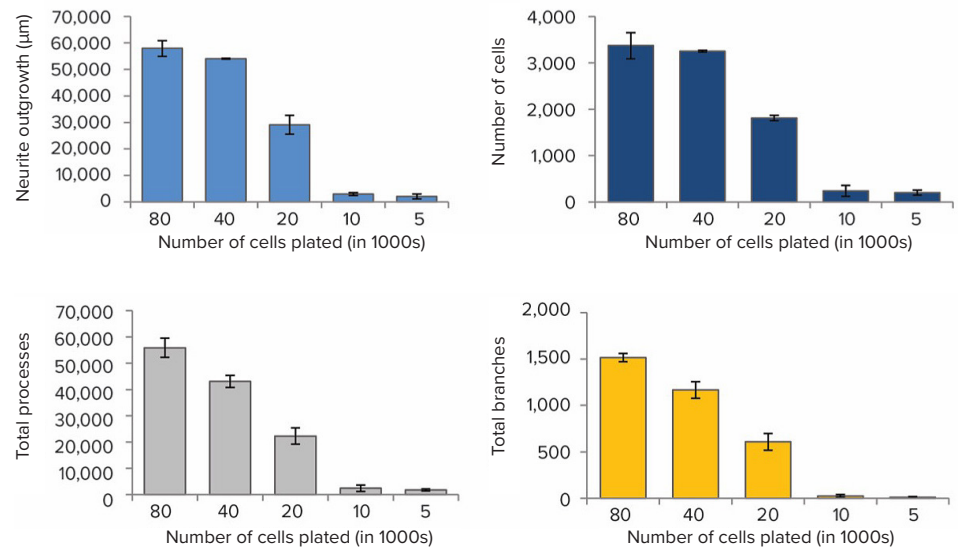 Neurite outgrowth (µm)
70,000
60,000
50,000
40,000
30,000
20,000
10,000
0
80 40 20 10 5
Number of cells plated (in 1000s)
Number of cells
4,000
3,000
2,000
1,000
0
80 40 20 10 5
Number of cells plated (in 1000s)
Total processes
70,000
60,000
50,000
40,000
30,000
20,000
10,000
0
80 40 20 10 5
Number of cells plated (in 1000s)
Total branches
2,000
1,500
1,000
500
0
80 40 20 10 5
Number of cells plated (in 1000s)